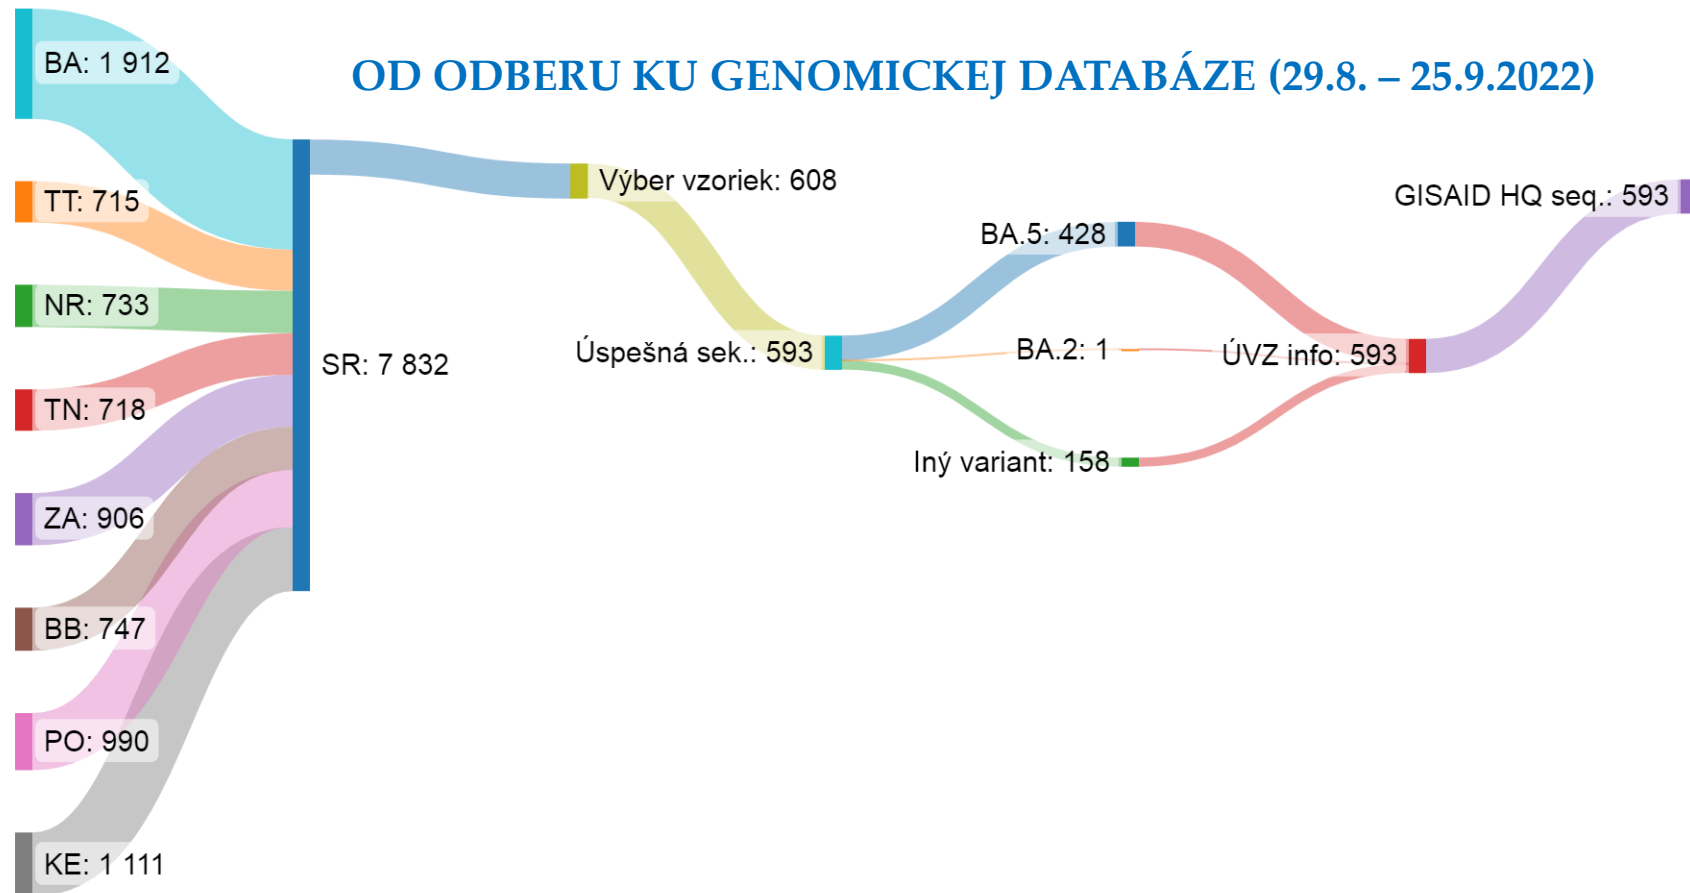 OD ODBERU KU GENOMICKEJ DATABÁZE (29.8. – 25.9.2022)
BA: 1 912
TT: 715
NR: 733
TN: 718
ZA: 906
BB: 747
PO: 990
KE: 1 111
SR: 7 832
Výber vzoriek: 608
Úspešná sek.: 593
BA.5: 428
BA.2: 1
Iný variant: 158
ÚVZ info: 593
GISAID HQ seq.: 593